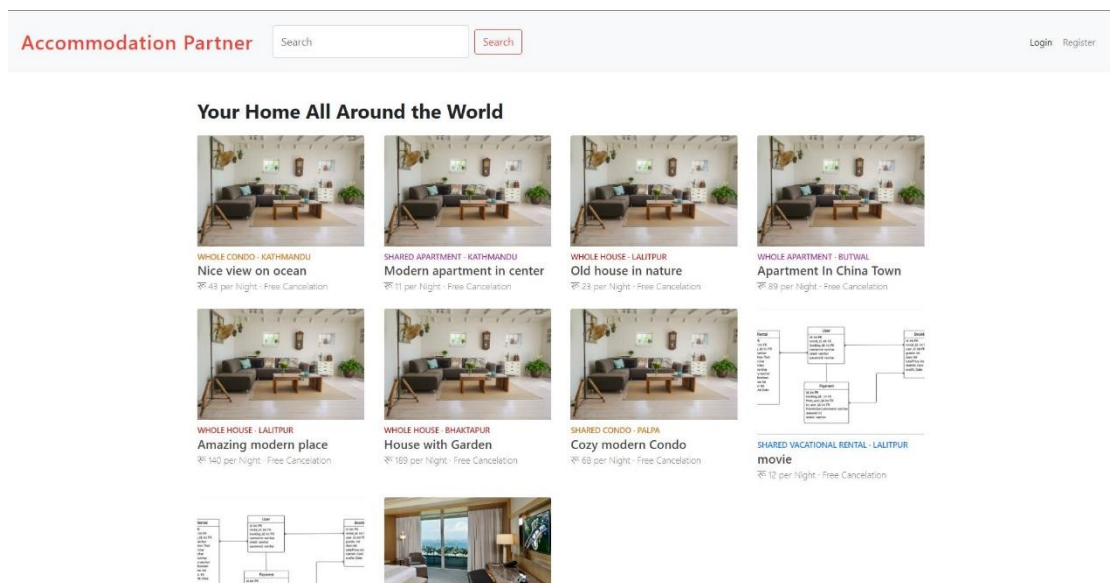 Accommodation Partner
Search
Search
Login Register
Your Home All Around the World
WHOLE CONDO - KATHMANDU
Nice view on ocean
रू 43 per Night - Free Cancelation
SHARED APARTMENT - KATHMANDU
Modern apartment in center
रू 11 per Night - Free Cancelation
WHOLE HOUSE - LALITPUR
Old house in nature
रू 23 per Night - Free Cancelation
WHOLE APARTMENT - BUTWAL
Apartment In China Town
रू 89 per Night - Free Cancelation
WHOLE HOUSE - LALITPUR
Amazing modern place
रू 140 per Night - Free Cancelation
WHOLE HOUSE - BHAKTAPUR
House with Garden
रू 189 per Night - Free Cancelation
SHARED CONDO - PALPA
Cozy modern Condo
रू 68 per Night - Free Cancelation
User
Payment
SHARED VACATIONAL RENTAL - LALITPUR
movie
रू 12 per Night - Free Cancelation
User
Payment